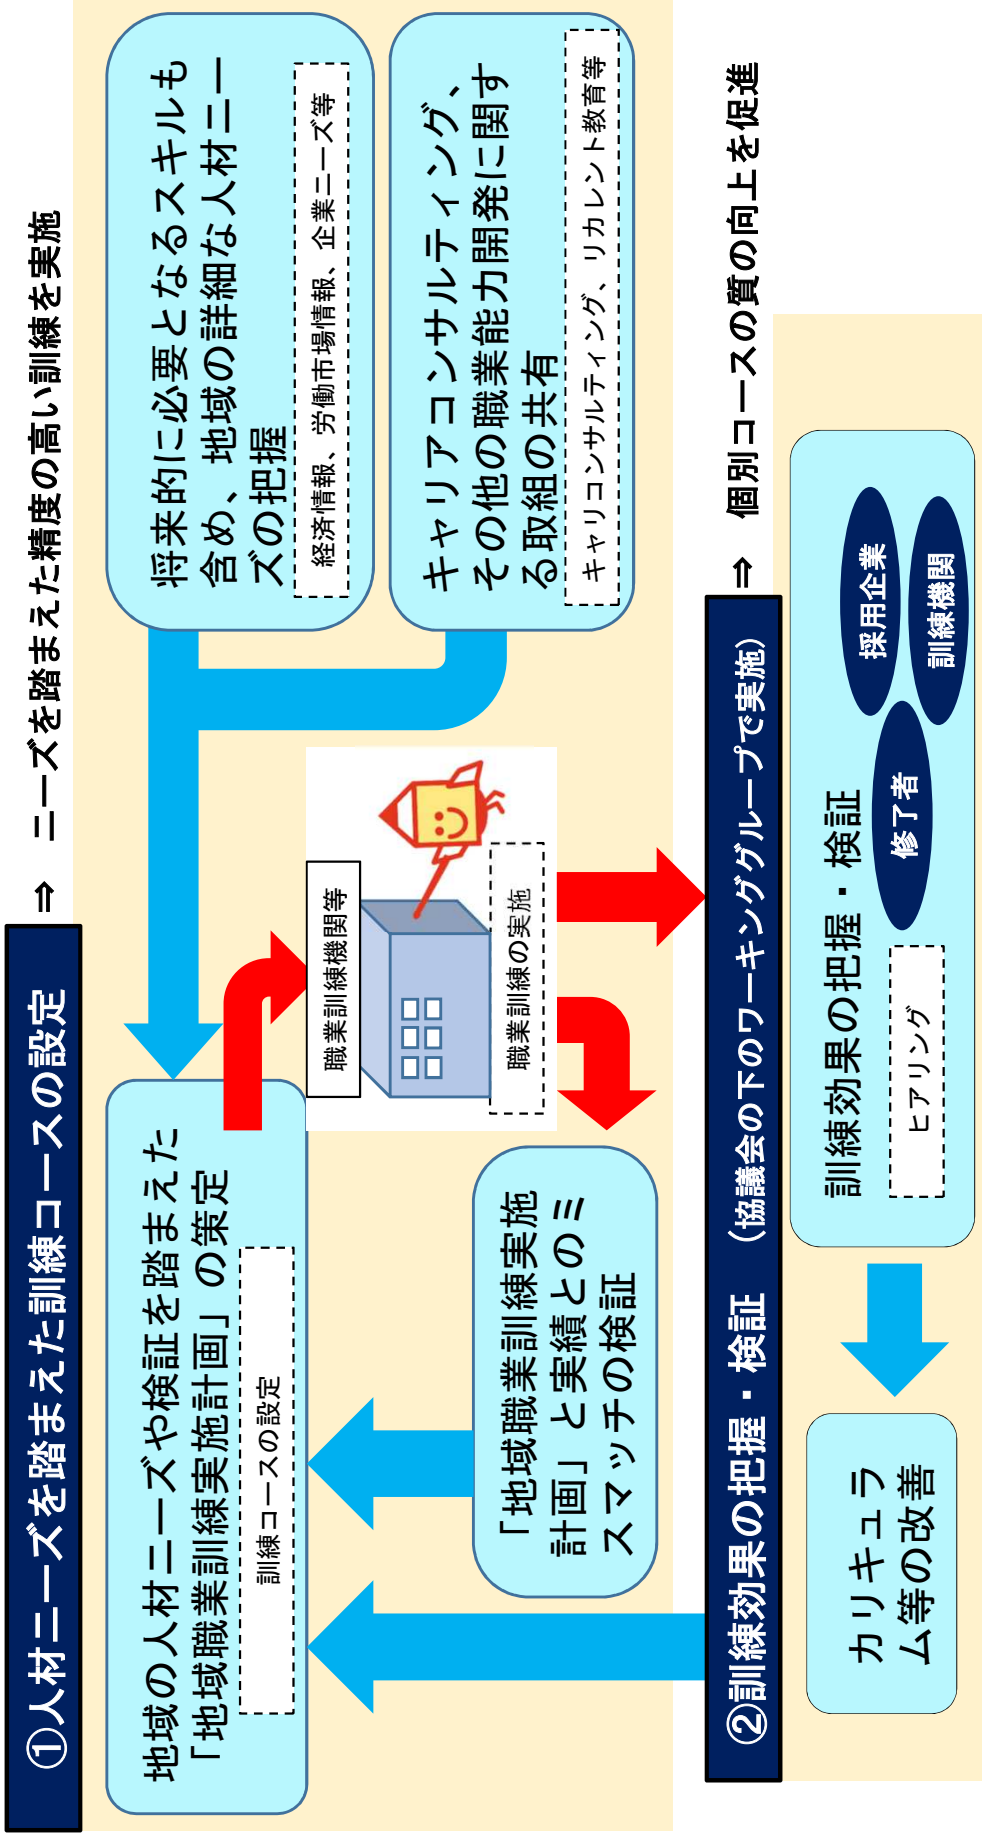 ①人材ニーズを踏まえた訓練コースの設定
⇒ ニーズを踏まえた精度の高い訓練を実施
地域の人材ニーズや検証を踏まえた
「地域職業訓練実施計画」の策定
訓練コースの設定
将来的に必要となるスキルも
含め、地域の詳細な人材ニー
ズの把握
経済情報、労働市場情報、企業ニーズ等
キャリアコンサルティング、
その他の職業能力開発に関す
る取組の共有
キャリコンサルティング、リカレント教育等
職業訓練機関等
職業訓練の実施
「地域職業訓練実施
計画」と実績とのミ
スマッチの検証
②訓練効果の把握・検証 （協議会の下のワーキンググループで実施）
⇒ 個別コースの質の向上を促進
カリキュラ
ム等の改善
訓練効果の把握・検証
ヒアリング
修了者
採用企業
訓練機関